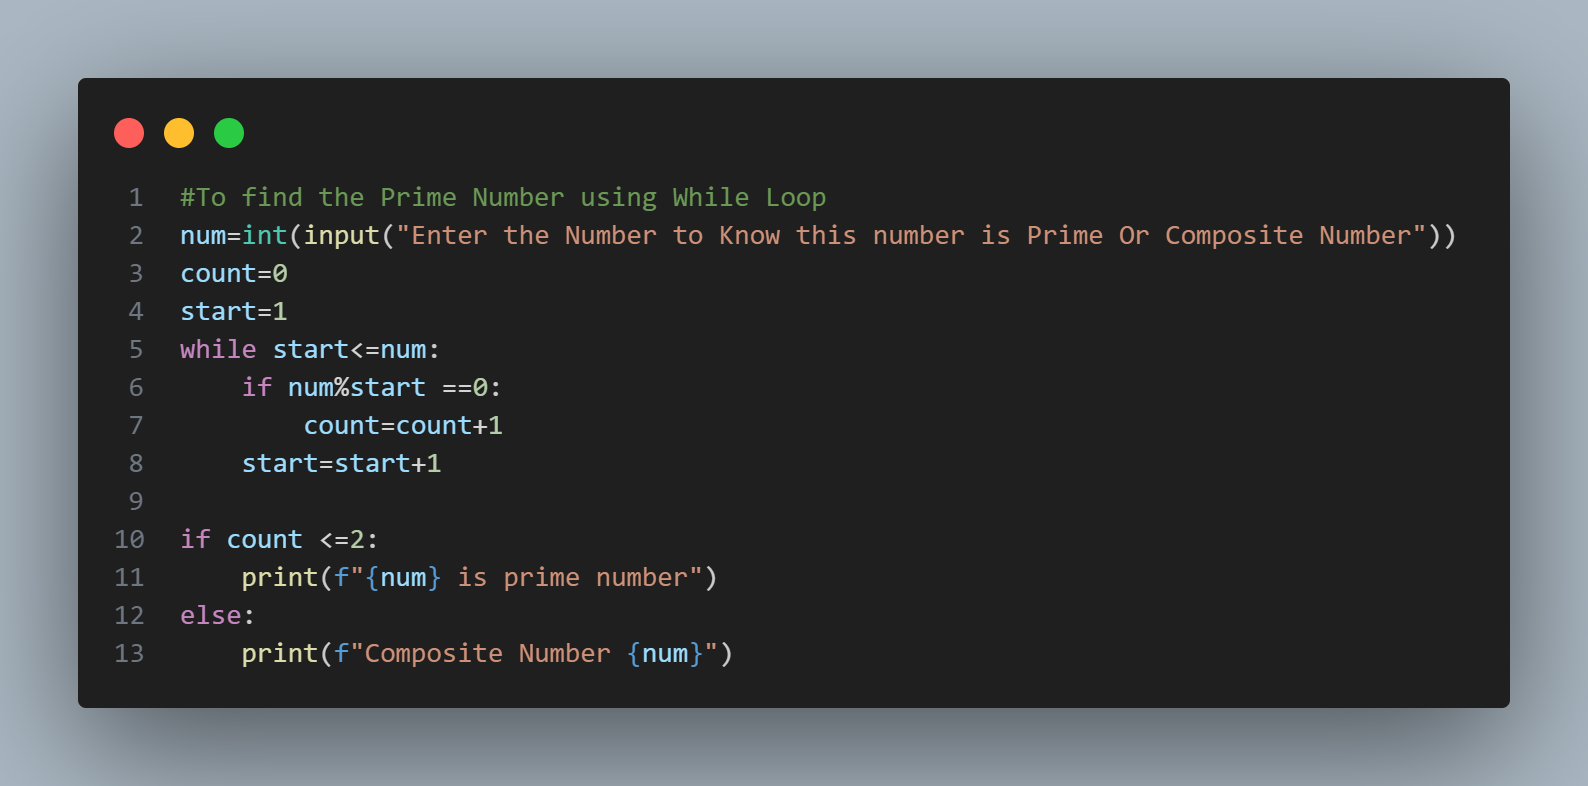 1 #To find the Prime Number using While Loop
2 num=int(input("Enter the Number to Know this number is Prime Or Composite Number"))
3 count=0
4 start=1
5 while start<=num:
6     if num%start ==0:
7         count=count+1
8     start=start+1
9
10 if count <=2:
11     print(f"{num} is prime number")
12 else:
13     print(f"Composite Number {num}")